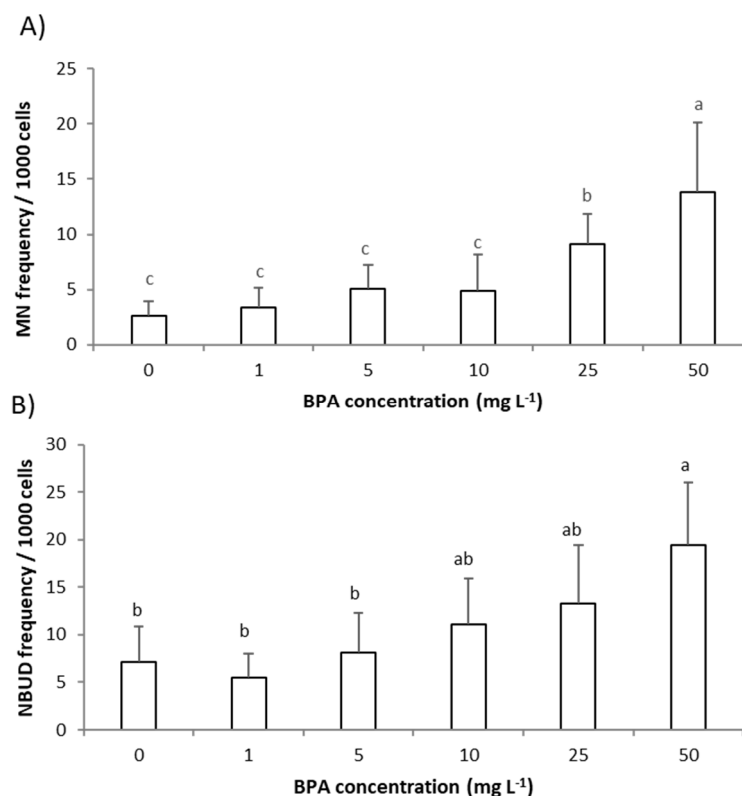 A)
25
20
15
10
5
0
MN frequency / 1000 cells
c c c c b a
0 1 5 10 25 50
BPA concentration (mg L⁻¹)
B)
30
25
20
15
10
5
0
NBUD frequency / 1000 cells
b b b ab ab a
0 1 5 10 25 50
BPA concentration (mg L⁻¹)